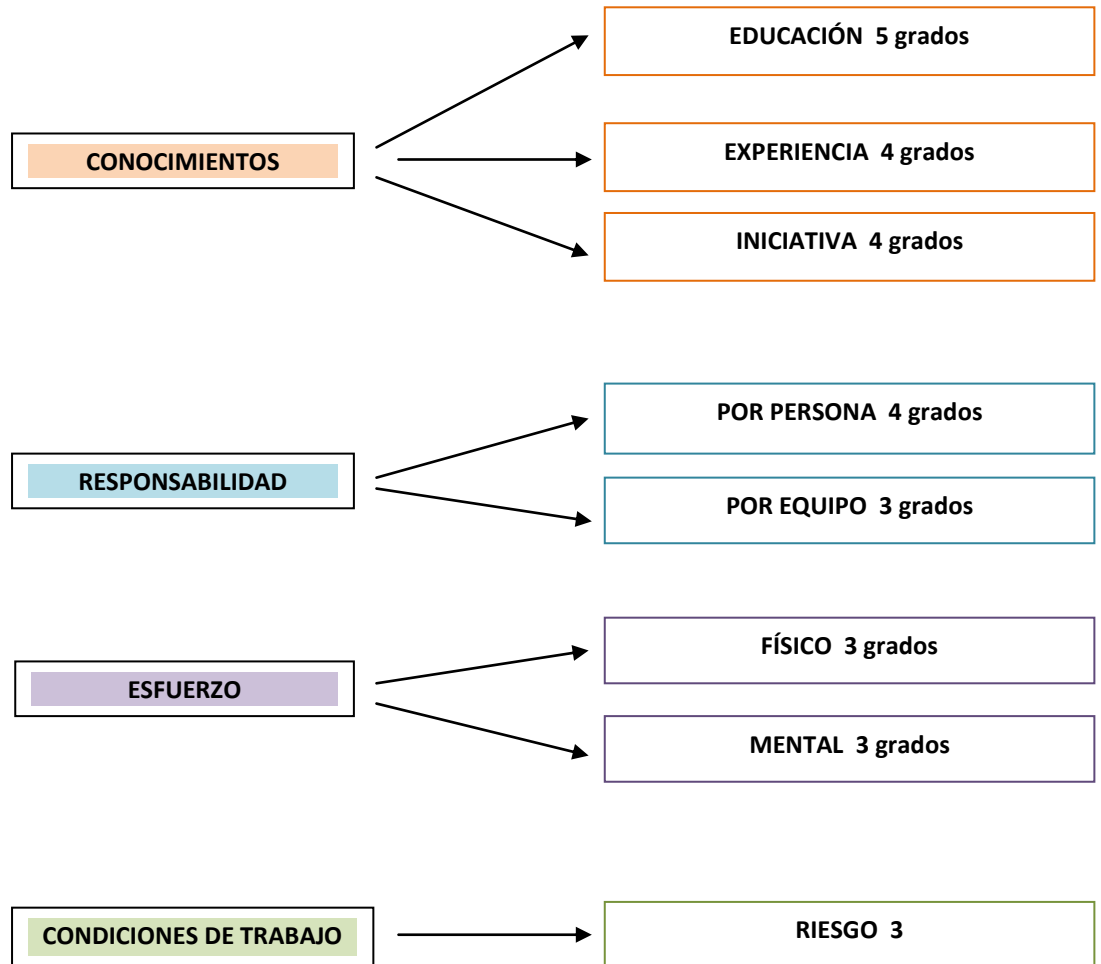 EDUCACIÓN 5 grados
CONOCIMIENTOS
EXPERIENCIA 4 grados
INICIATIVA 4 grados
POR PERSONA 4 grados
RESPONSABILIDAD
POR EQUIPO 3 grados
FÍSICO 3 grados
ESFUERZO
MENTAL 3 grados
CONDICIONES DE TRABAJO
RIESGO 3